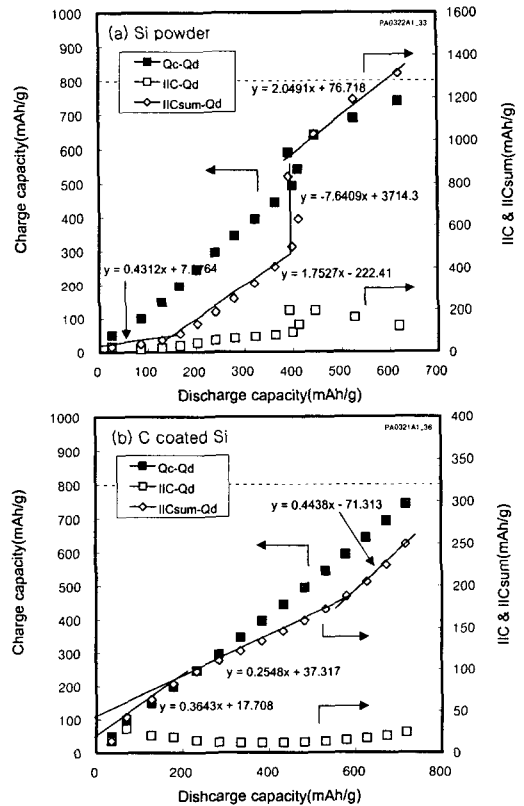 1600
PA0322A1_33
1000
(a) Si powder
900
Qc-Qd
IIC-Qd
IICsum-Qd
1400
800
y = 2.0491x + 76.718
1200
700
600
1000
500
800
y = -7.6409x + 3714.3
400
600
y = 0.4312x + 7.
764
300
400
y = 1.7527x - 222.41
200
200
100
0
0
0 100 200 300 400 500 600 700
Charge capacity(mAh/g)
IIC & IICsum(mAh/g)
Discharge capacity(mAh/g)
1000
400
(b) C coated Si
PA0321A1_36
900
350
Qc-Qd
IIC-Qd
IICsum-Qd
800
300
y = 0.4438x - 71.313
700
250
600
500
200
400
150
300
100
y = 0.2548x + 37.317
200
y = 0.3643x + 17.708
50
100
0
0
0 200 400 600 800
Charge capacity(mAh/g)
IIC & IICsum(mAh/g)
Dishcharge capacity(mAh/g)